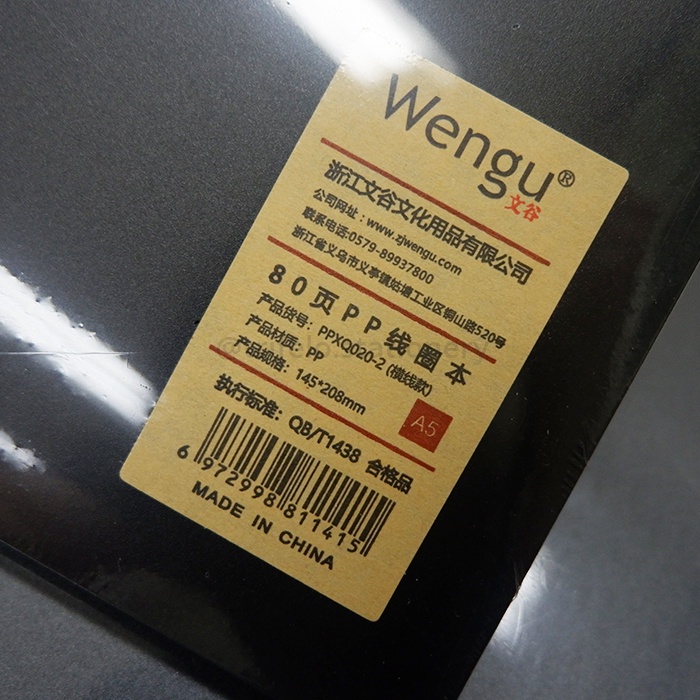 Wengu®
文谷
浙江文谷文化用品有限公司
公司网址：www.zjwengu.com
联系电话:0579-89937800
浙江省义乌市义亭镇姑塘工业区铜山路520号
80页PP线圈本
产品货号：PPXQ020-2 (横线款)
产品材质：PP
产品规格：145*208mm
A5
执行标准：QB/T1438 合格品
6 972998 811415
MADE IN CHINA